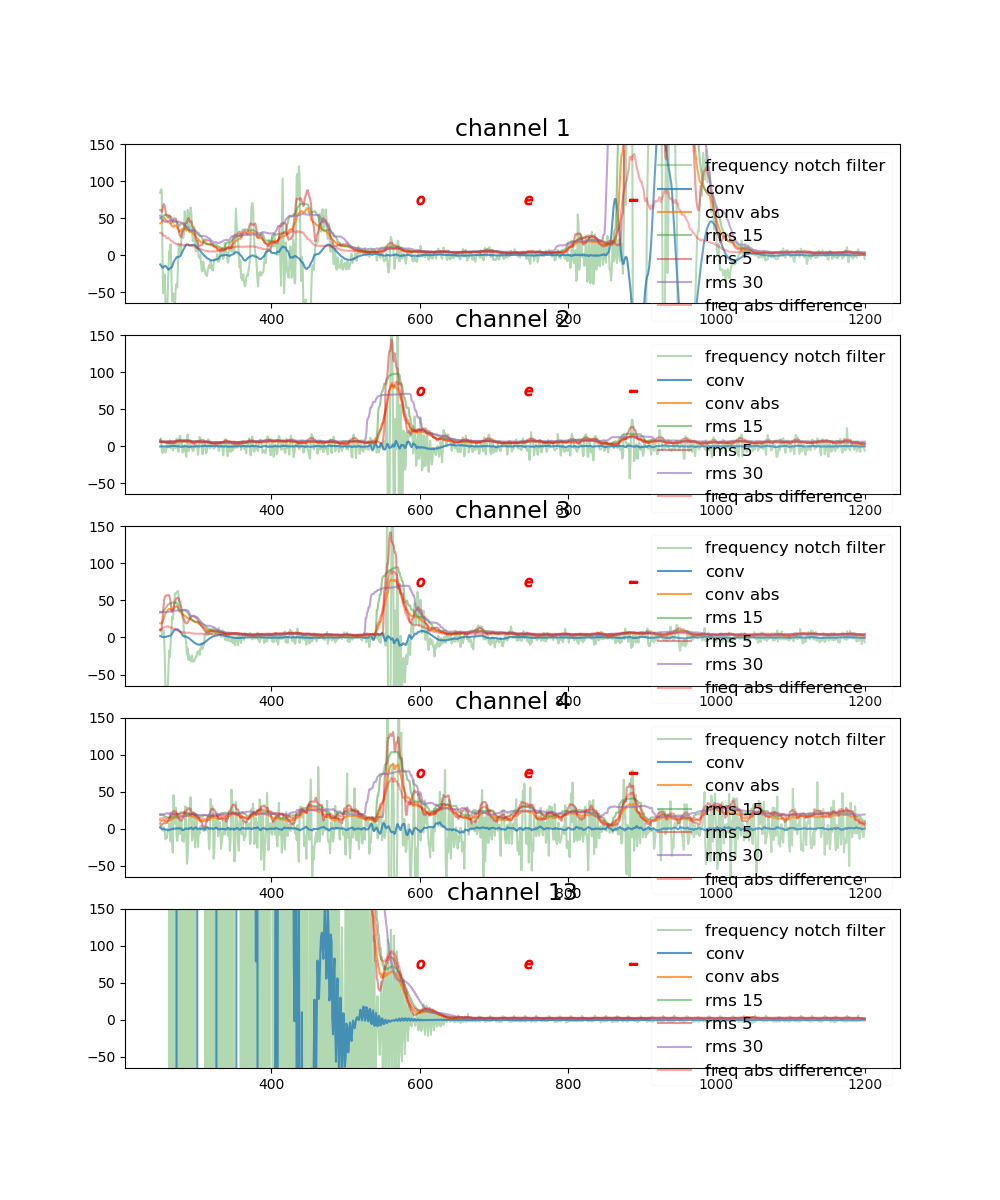 channel 1
150
100
50
0
−50
o e –
frequency notch filter
conv
conv abs
rms 15
rms 5
rms 30
freq abs difference
400 600 800 1000 1200
channel 2
150
100
50
0
−50
o e –
frequency notch filter
conv
conv abs
rms 15
rms 5
rms 30
freq abs difference
400 600 800 1000 1200
channel 3
150
100
50
0
−50
o e –
frequency notch filter
conv
conv abs
rms 15
rms 5
rms 30
freq abs difference
400 600 800 1000 1200
channel 4
150
100
50
0
−50
o e –
frequency notch filter
conv
conv abs
rms 15
rms 5
rms 30
freq abs difference
400 600 800 1000 1200
channel 13
150
100
50
0
−50
o e –
frequency notch filter
conv
conv abs
rms 15
rms 5
rms 30
freq abs difference
400 600 800 1000 1200